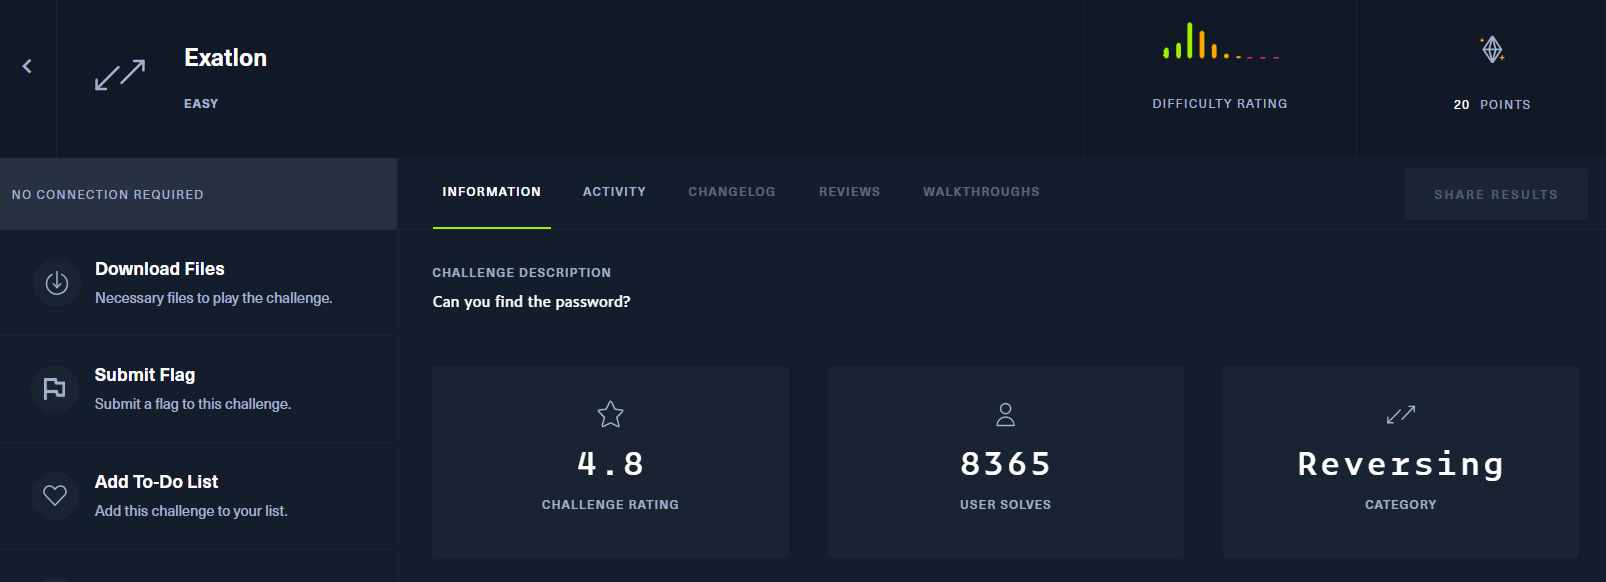 Exatlon
EASY
DIFFICULTY RATING
20 POINTS
NO CONNECTION REQUIRED
INFORMATION ACTIVITY CHANGELOG REVIEWS WALKTHROUGHS
SHARE RESULTS
Download Files
Necessary files to play the challenge.
Submit Flag
Submit a flag to this challenge.
Add To-Do List
Add this challenge to your list.
CHALLENGE DESCRIPTION
Can you find the password?
4.8
CHALLENGE RATING
8365
USER SOLVES
Reversing
CATEGORY